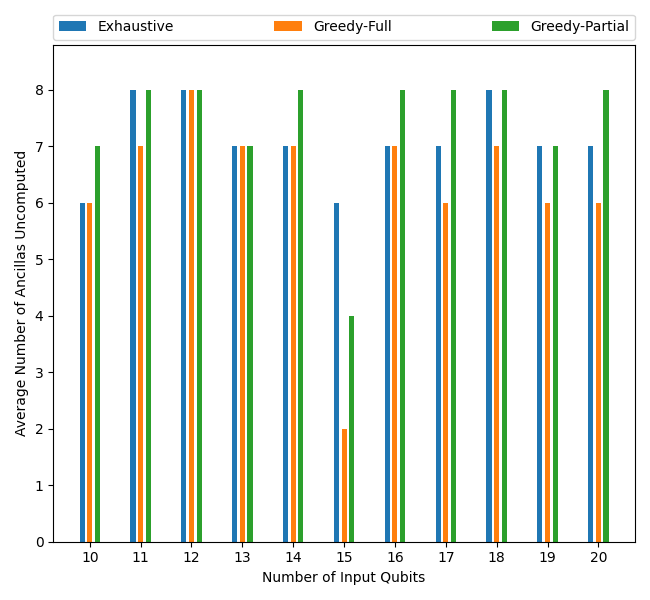 Exhaustive Greedy-Full Greedy-Partial
Average Number of Ancillas Uncomputed
8
7
6
5
4
3
2
1
0
10 11 12 13 14 15 16 17 18 19 20
Number of Input Qubits